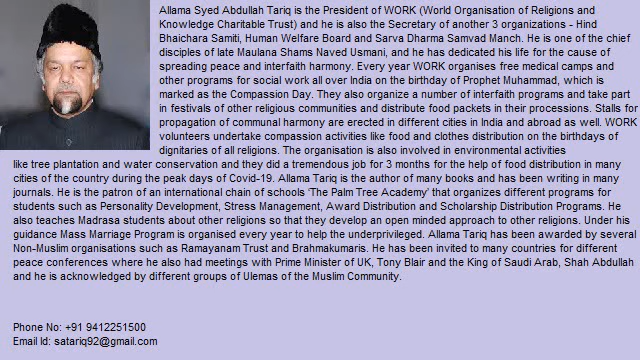 Allama Syed Abdullah Tariq is the President of WORK (World Organisation of Religions and
Knowledge Charitable Trust) and he is also the Secretary of another 3 organizations - Hind
Bhaichara Samiti, Human Welfare Board and Sarva Dharma Samvad Manch. He is one of the chief
disciples of late Maulana Shams Naved Usmani, and he has dedicated his life for the cause of
spreading peace and interfaith harmony. Every year WORK organises free medical camps and
other programs for social work all over India on the birthday of Prophet Muhammad, which is
marked as the Compassion Day. They also organize a number of interfaith programs and take part
in festivals of other religious communities and distribute food packets in their processions. Stalls for
propagation of communal harmony are erected in different cities in India and abroad as well. WORK
volunteers undertake compassion activities like food and clothes distribution on the birthdays of
dignitaries of all religions. The organisation is also involved in environmental activities
like tree plantation and water conservation and they did a tremendous job for 3 months for the help of food distribution in many
cities of the country during the peak days of Covid-19. Allama Tariq is the author of many books and has been writing in many
journals. He is the patron of an international chain of schools 'The Palm Tree Academy' that organizes different programs for
students such as Personality Development, Stress Management, Award Distribution and Scholarship Distribution Programs. He
also teaches Madrasa students about other religions so that they develop an open minded approach to other religions. Under his
guidance Mass Marriage Program is organised every year to help the underprivileged. Allama Tariq has been awarded by several
Non-Muslim organisations such as Ramayanam Trust and Brahmakumaris. He has been invited to many countries for different
peace conferences where he also had meetings with Prime Minister of UK, Tony Blair and the King of Saudi Arab, Shah Abdullah
and he is acknowledged by different groups of Ulemas of the Muslim Community.
Phone No: +91 9412251500
Email Id: satariq92@gmail.com